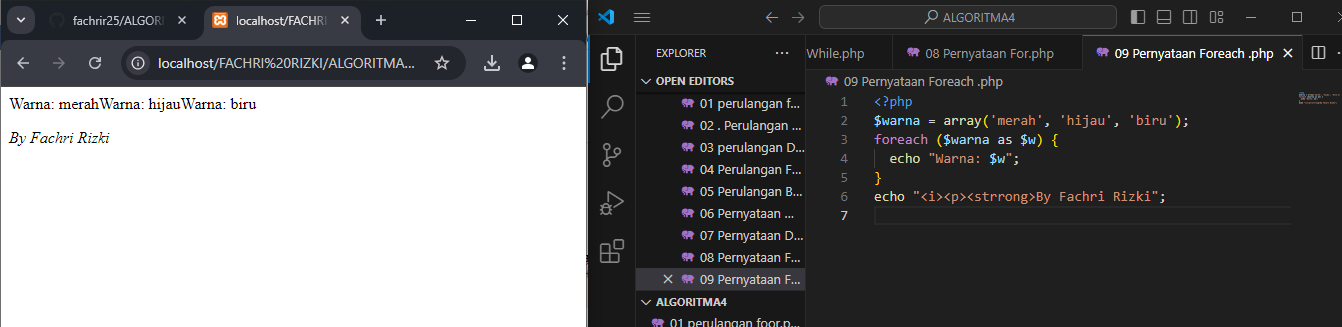 fachrir25/ALGORI
localhost/FACHRI
localhost/FACHRI%20RIZKI/ALGORITMA...
Warna: merahWarna: hijauWarna: biru
By Fachri Rizki
ALGORITMA4
EXPLORER
OPEN EDITORS
01 perulangan f...
02 . Perulangan ...
03 perulangan D...
04 Perulangan F...
05 Perulangan B...
06 Pernyataan ...
07 Pernyataan D...
08 Pernyataan F...
09 Pernyataan F...
ALGORITMA4
01 perulangan foor.p...
While.php
08 Pernyataan For.php
09 Pernyataan Foreach .php
09 Pernyataan Foreach .php
1 <?php
2 $warna = array('merah', 'hijau', 'biru');
3 foreach ($warna as $w) {
4 echo "Warna: $w";
5 }
6 echo "<i><p><strrong>By Fachri Rizki";
7